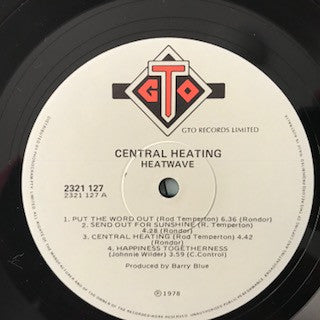 GTO
GTO RECORDS LIMITED
CENTRAL HEATING
HEATWAVE
2321 127
2321 127 A
1. PUT THE WORD OUT (Rod Temperton) 6.36 (Rondor)
2. SEND OUT FOR SUNSHINE (R. Temperton)
4.28 (Rondor)
3. CENTRAL HEATING (Rod Temperton) 4.42
(Rondor)
4. HAPPINESS TOGETHERNESS
(Johnnie Wilder) 3.59 (C.Control)
Produced by Barry Blue
℗1978